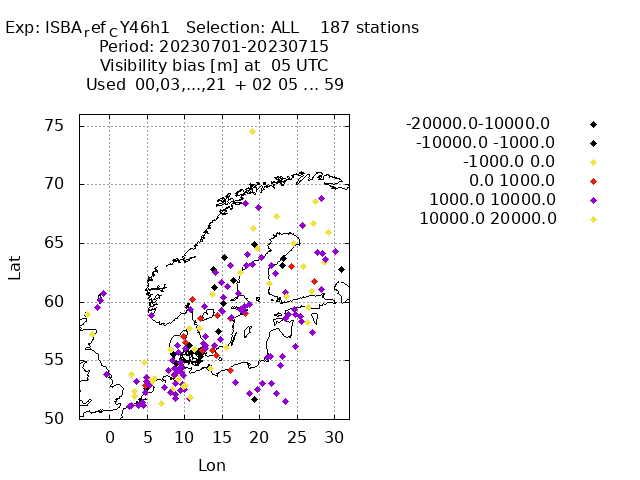 Exp: ISBA_ref_CY46h1 Selection: ALL 187 stations
Period: 20230701-20230715
Visibility bias [m] at 05 UTC
Used 00,03,...,21 + 02 05 ... 59
-20000.0-10000.0
-10000.0 -1000.0
-1000.0 0.0
0.0 1000.0
1000.0 10000.0
10000.0 20000.0
75
70
65
60
55
50
Lat
0 5 10 15 20 25 30
Lon